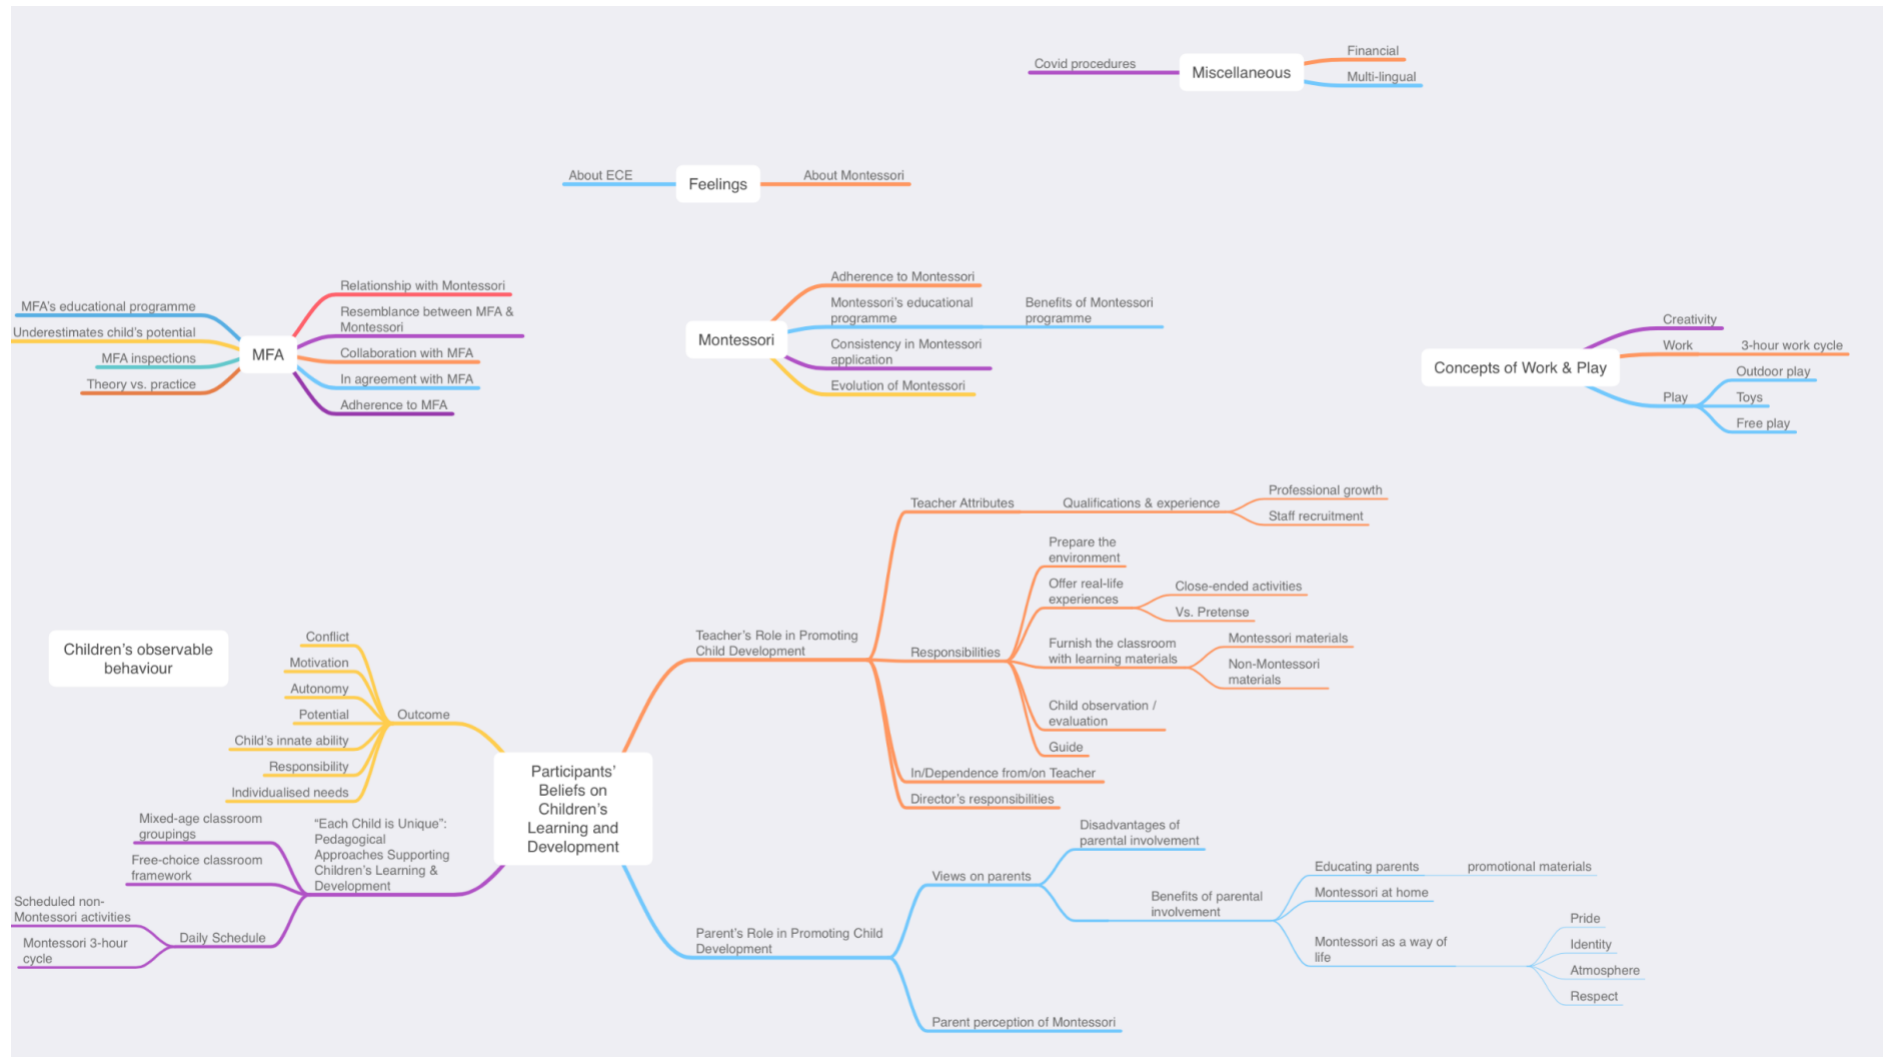 Covid procedures
Miscellaneous
Financial
Multi-lingual
About ECE
Feelings
About Montessori
MFA's educational programme
Underestimates child's potential
MFA inspections
Theory vs. practice
MFA
Relationship with Montessori
Resemblance between MFA &
Montessori
Collaboration with MFA
In agreement with MFA
Adherence to MFA
Montessori
Adherence to Montessori
Montessori's educational
programme
Benefits of Montessori
programme
Consistency in Montessori
application
Evolution of Montessori
Concepts of Work & Play
Creativity
Work
3-hour work cycle
Play
Outdoor play
Toys
Free play
Children's observable
behaviour
Conflict
Motivation
Autonomy
Potential
Child's innate ability
Responsibility
Individualised needs
Outcome
Mixed-age classroom
groupings
Free-choice classroom
framework
Scheduled non-
Montessori activities
Montessori 3-hour
cycle
Daily Schedule
“Each Child is Unique”:
Pedagogical
Approaches Supporting
Children's Learning &
Development
Participants'
Beliefs on
Children's
Learning and
Development
Teacher's Role in Promoting
Child Development
Teacher Attributes
Qualifications & experience
Professional growth
Staff recruitment
Responsibilities
Prepare the
environment
Offer real-life
experiences
Close-ended activities
Vs. Pretense
Furnish the classroom
with learning materials
Montessori materials
Non-Montessori
materials
Child observation /
evaluation
Guide
In/Dependence from/on Teacher
Director's responsibilities
Parent's Role in Promoting Child
Development
Views on parents
Disadvantages of
parental involvement
Benefits of parental
involvement
Educating parents
promotional materials
Montessori at home
Montessori as a way of
life
Pride
Identity
Atmosphere
Respect
Parent perception of Montessori